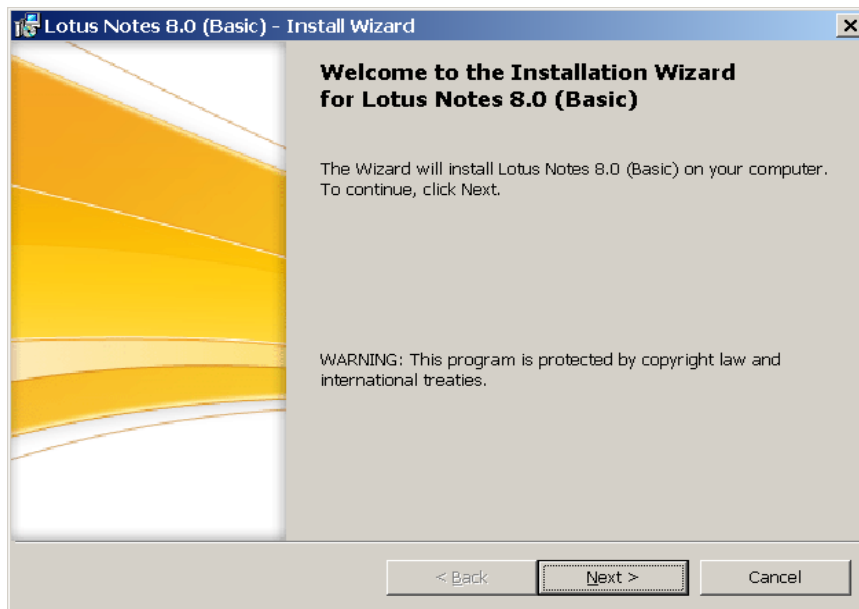 Lotus Notes 8.0 (Basic) - Install Wizard
Welcome to the Installation Wizard
for Lotus Notes 8.0 (Basic)
The Wizard will install Lotus Notes 8.0 (Basic) on your computer.
To continue, click Next.
WARNING: This program is protected by copyright law and
international treaties.
< Back
Next >
Cancel